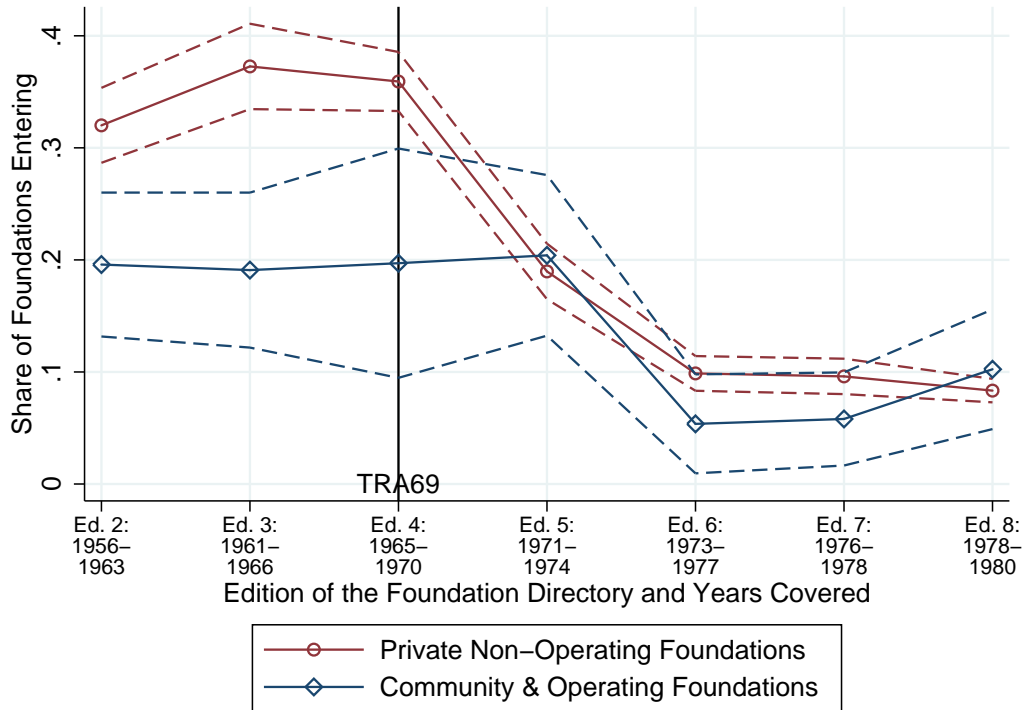 Share of Foundations Entering
.4
.3
.2
.1
0
TRA69
Ed. 2:
1956–
1963
Ed. 3:
1961–
1966
Ed. 4:
1965–
1970
Ed. 5:
1971–
1974
Ed. 6:
1973–
1977
Ed. 7:
1976–
1978
Ed. 8:
1978–
1980
Edition of the Foundation Directory and Years Covered
Private Non−Operating Foundations
Community & Operating Foundations